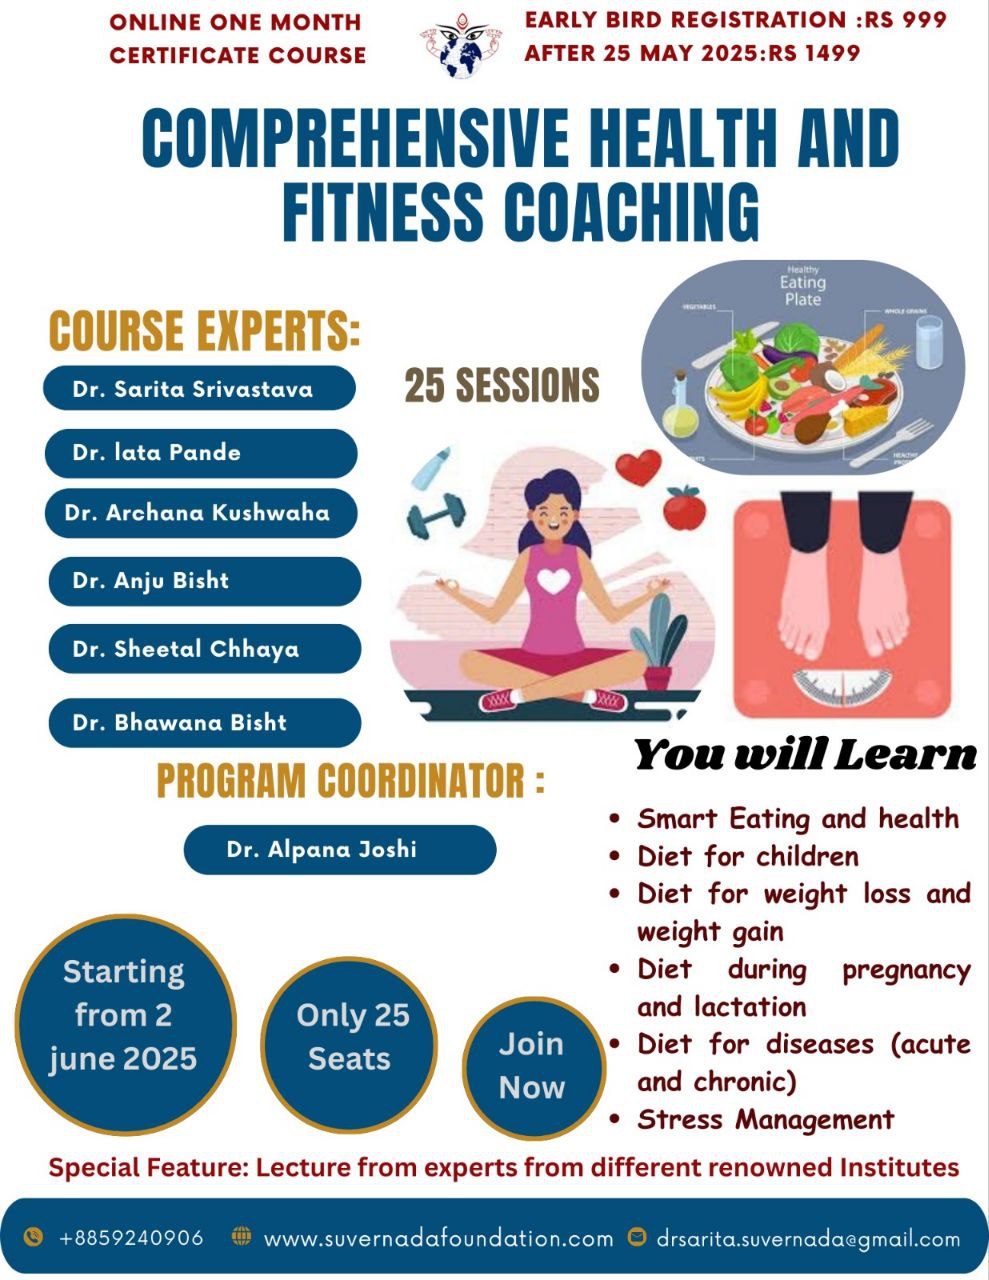 ONLINE ONE MONTH
CERTIFICATE COURSE
EARLY BIRD REGISTRATION :RS 999
AFTER 25 MAY 2025:RS 1499
COMPREHENSIVE HEALTH AND
FITNESS COACHING
Healthy
Eating
Plate
VEGETABLES
WHOLE GRAINS
COURSE EXPERTS:
Dr. Sarita Srivastava
Dr. lata Pande
Dr. Archana Kushwaha
Dr. Anju Bisht
Dr. Sheetal Chhaya
Dr. Bhawana Bisht
25 SESSIONS
PROGRAM COORDINATOR :
Dr. Alpana Joshi
You will Learn
• Smart Eating and health
• Diet for children
• Diet for weight loss and
weight gain
• Diet during pregnancy
and lactation
• Diet for diseases (acute
and chronic)
• Stress Management
Starting
from 2
june 2025
Only 25
Seats
Join
Now
Special Feature: Lecture from experts from different renowned Institutes
+8859240906
www.suvernadafoundation.com
drsarita.suvernada@gmail.com